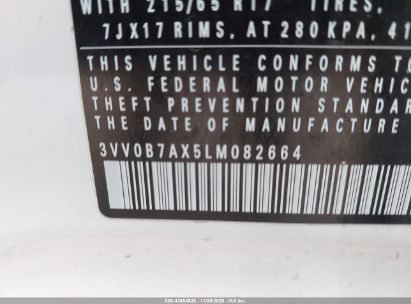 WITH 215/65 R17 TIRES,
7JX17 RIMS, AT 280 KPA, 41
THIS VEHICLE CONFORMS TO
U.S. FEDERAL MOTOR VEHIC
THEFT PREVENTION STANDAR
THE DATE OF MANUFACTURE
3VV0B7AX5LM082664